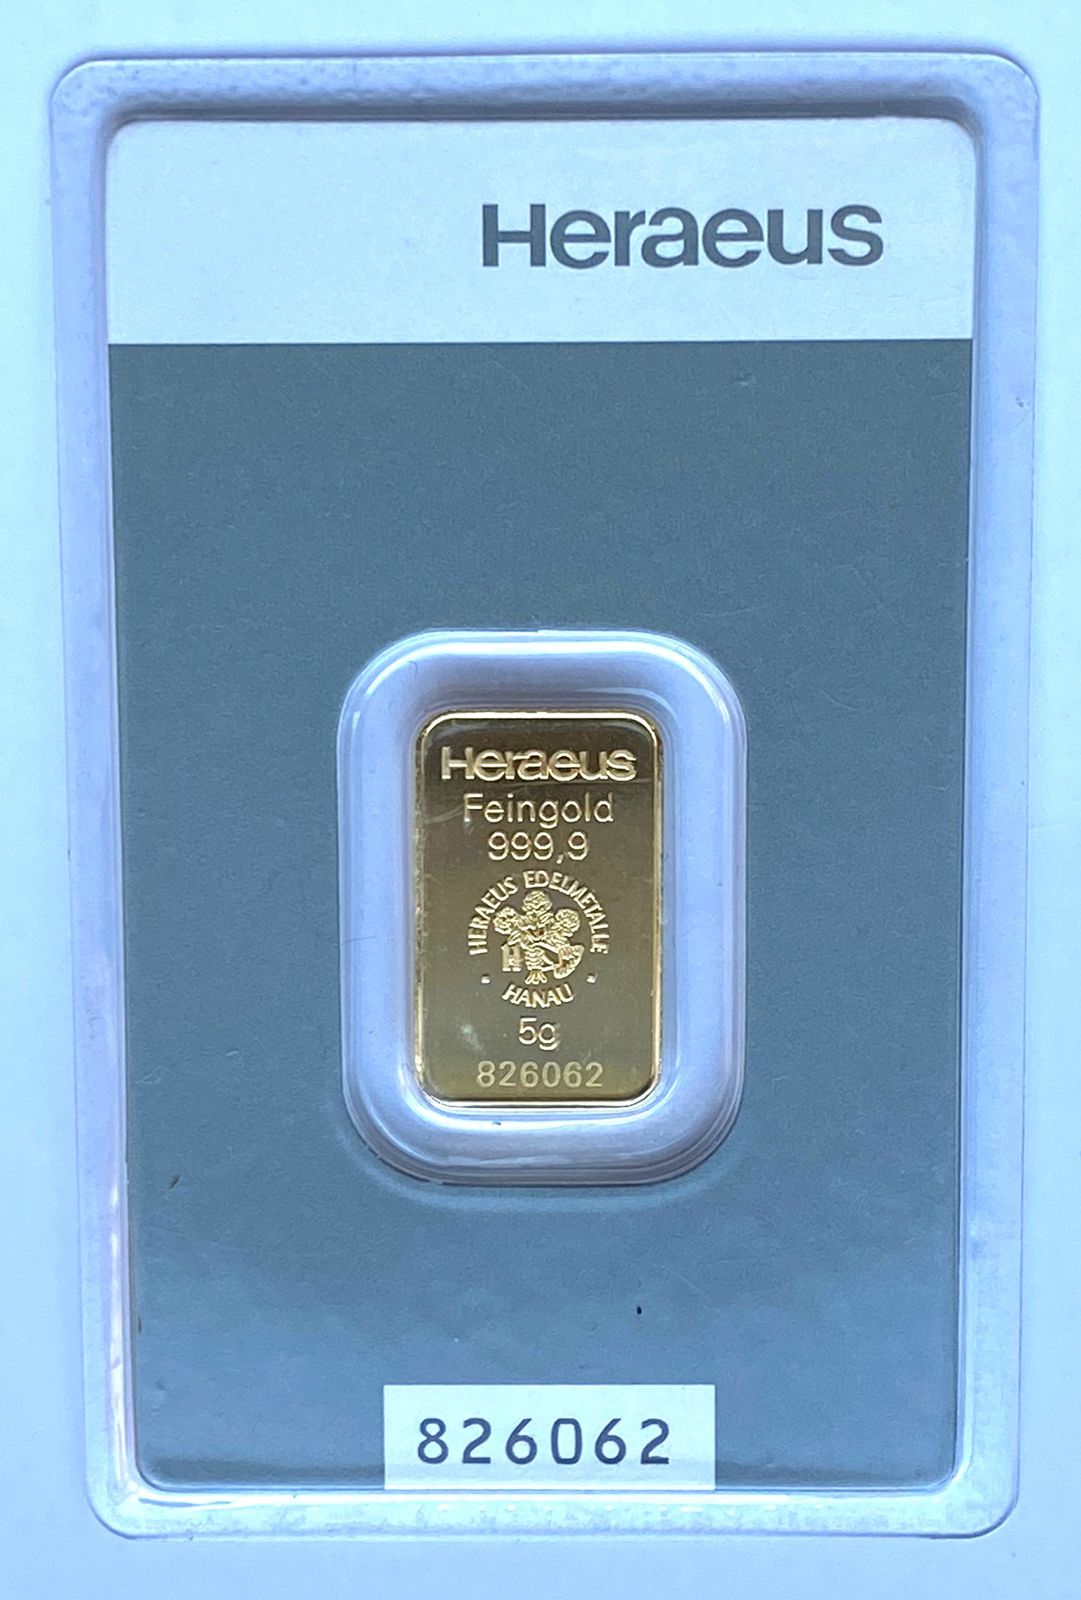 Heraeus
Heraeus
Feingold
999,9
HERAEUS EDELMETALLE
H
· HANAU ·
5g
826062
826062